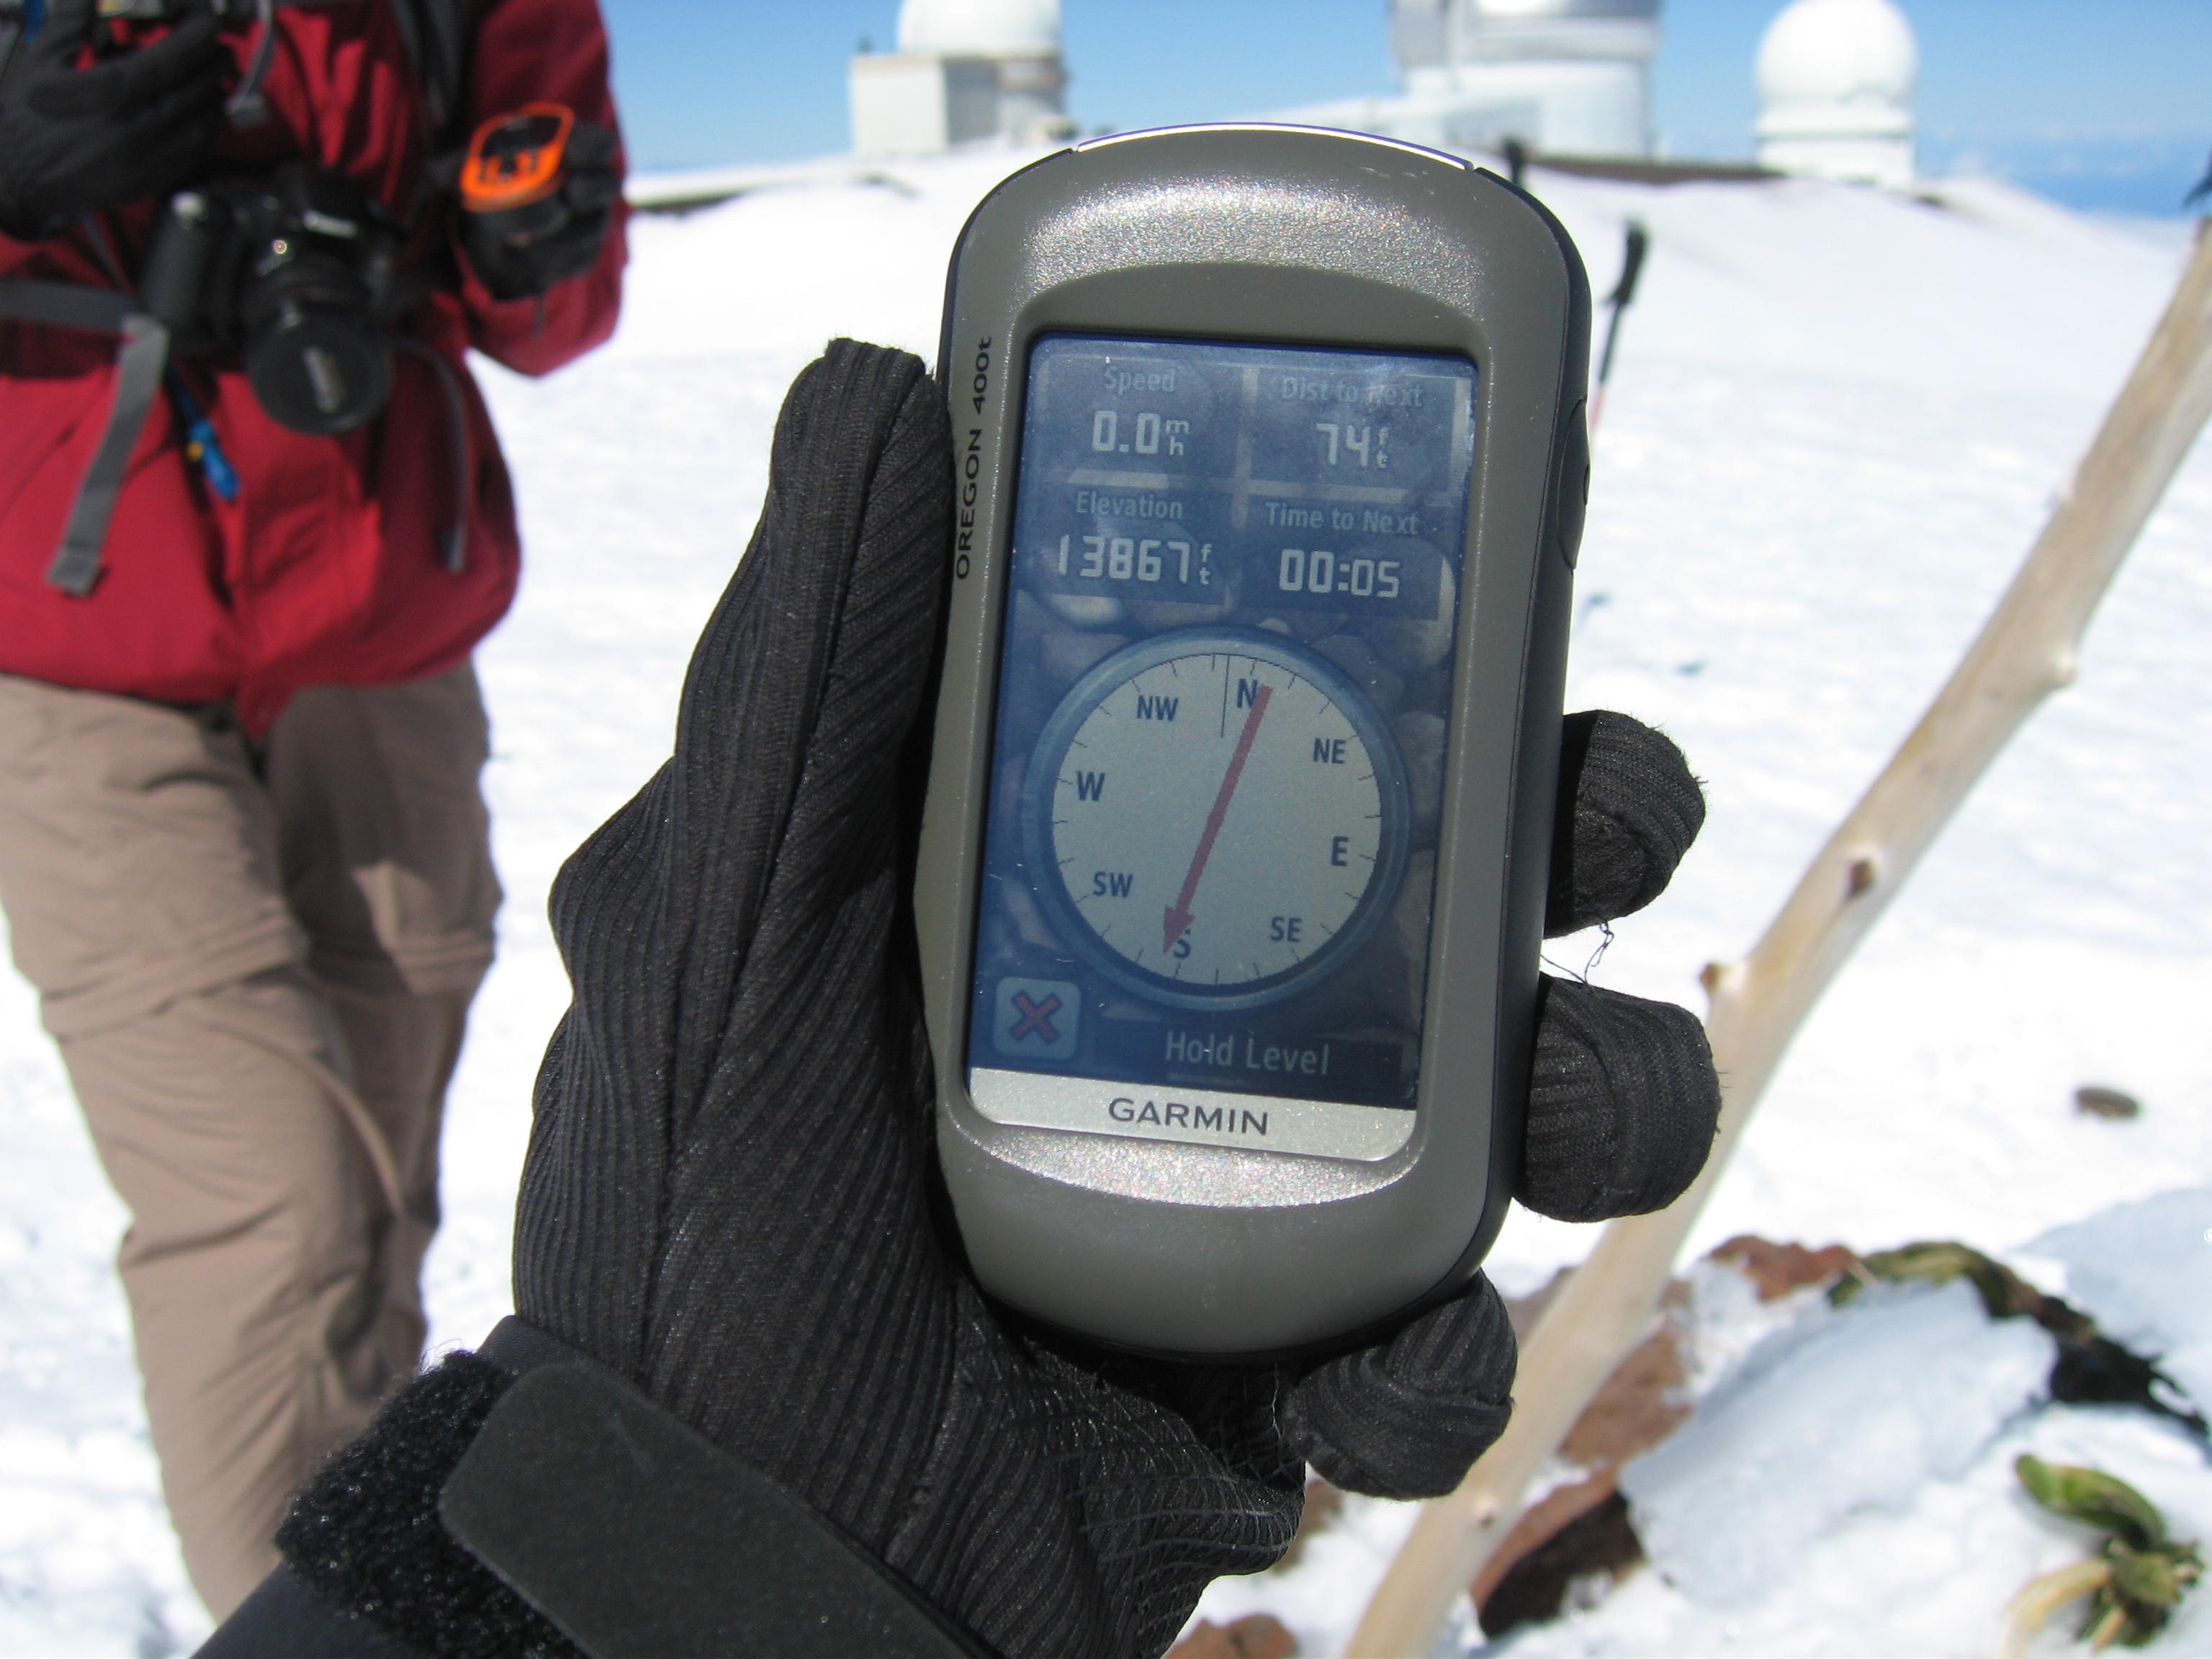 OREGON 400t
Speed
Dist to Next
0.0 m/h
74 ft
Elevation
Time to Next
13867 ft
00:05
N
NW
NE
W
E
SW
SE
S
Hold Level
GARMIN